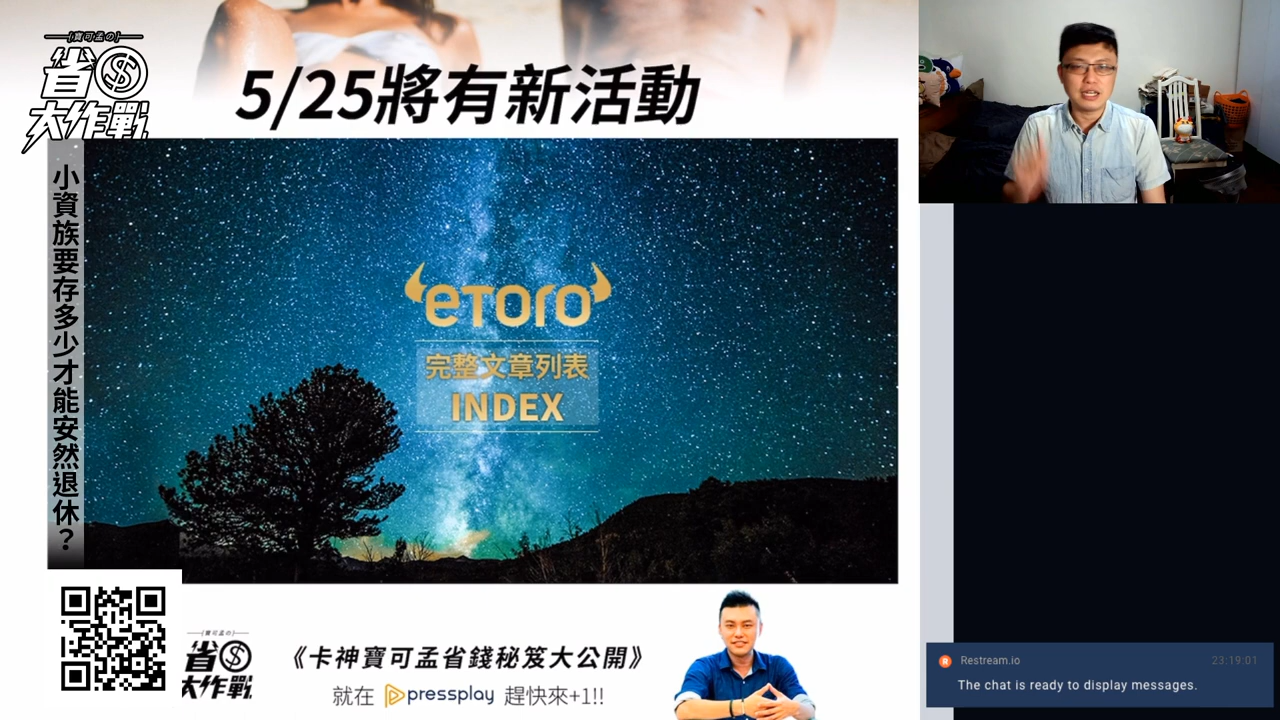 {寶可孟の}
省$
大作戰
5/25將有新活動
小資族要存多少才能安然退休？
eToro
完整文章列表
INDEX
{寶可孟の}
省$
大作戰
《卡神寶可孟省錢秘笈大公開》
就在 pressplay 趕快來+1!!
Restream.io 23:19:01
The chat is ready to display messages.